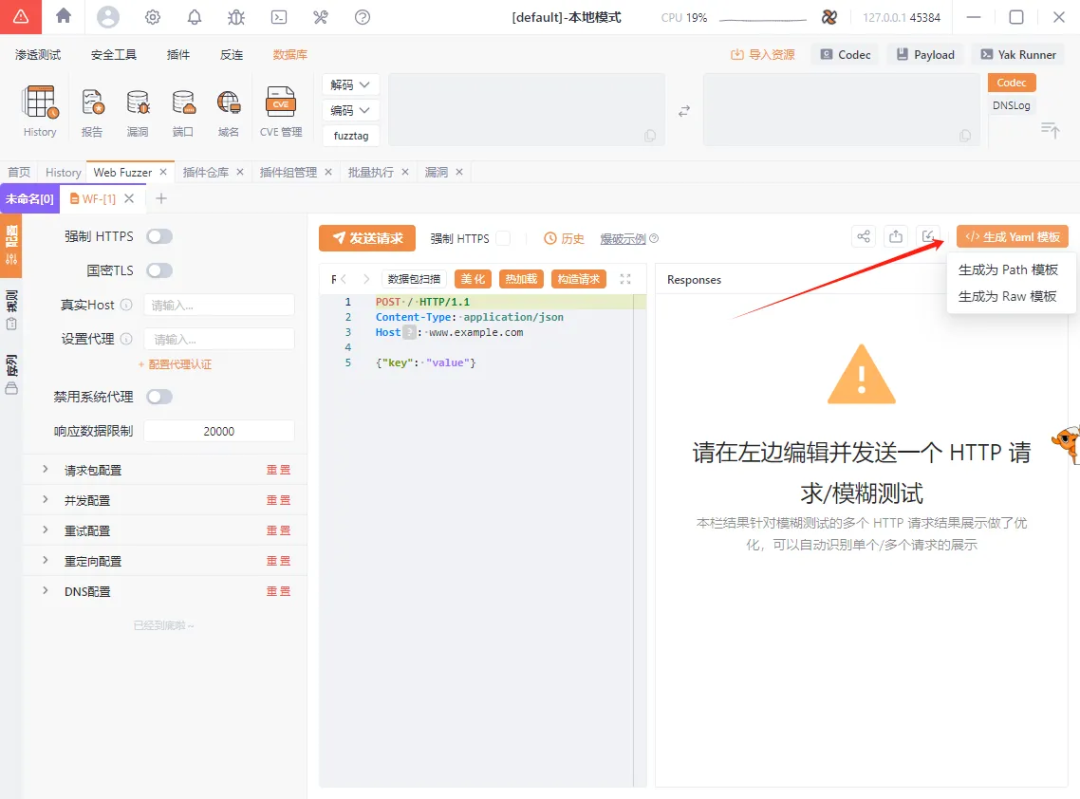 [default]-本地模式
CPU 19%
127.0.0.1 45384
渗透测试 安全工具 插件 反连 数据库
导入资源 Codec Payload Yak Runner
History 报告 漏洞 端口 域名 CVE CVE 管理
解码
编码
fuzztag
Codec
DNSLog
首页 History Web Fuzzer 插件仓库 插件组管理 批量执行 漏洞
未命名[0] WF-[1]
配置
规则
序列
强制 HTTPS
国密TLS
真实Host 请输入...
设置代理 请输入...
+ 配置代理认证
禁用系统代理
响应数据限制 20000
请求包配置 重置
并发配置 重置
重试配置 重置
重定向配置 重置
DNS配置 重置
已经到底啦~
发送请求 强制 HTTPS 历史 爆破示例
</> 生成 Yaml 模板
生成为 Path 模板
生成为 Raw 模板
数据包扫描 美化 热加载 构造请求
1 POST / HTTP/1.1
2 Content-Type: application/json
3 Host ?: www.example.com
4
5 {"key": "value"}
Responses
请在左边编辑并发送一个 HTTP 请
求/模糊测试
本栏结果针对模糊测试的多个 HTTP 请求结果展示做了优
化，可以自动识别单个/多个请求的展示